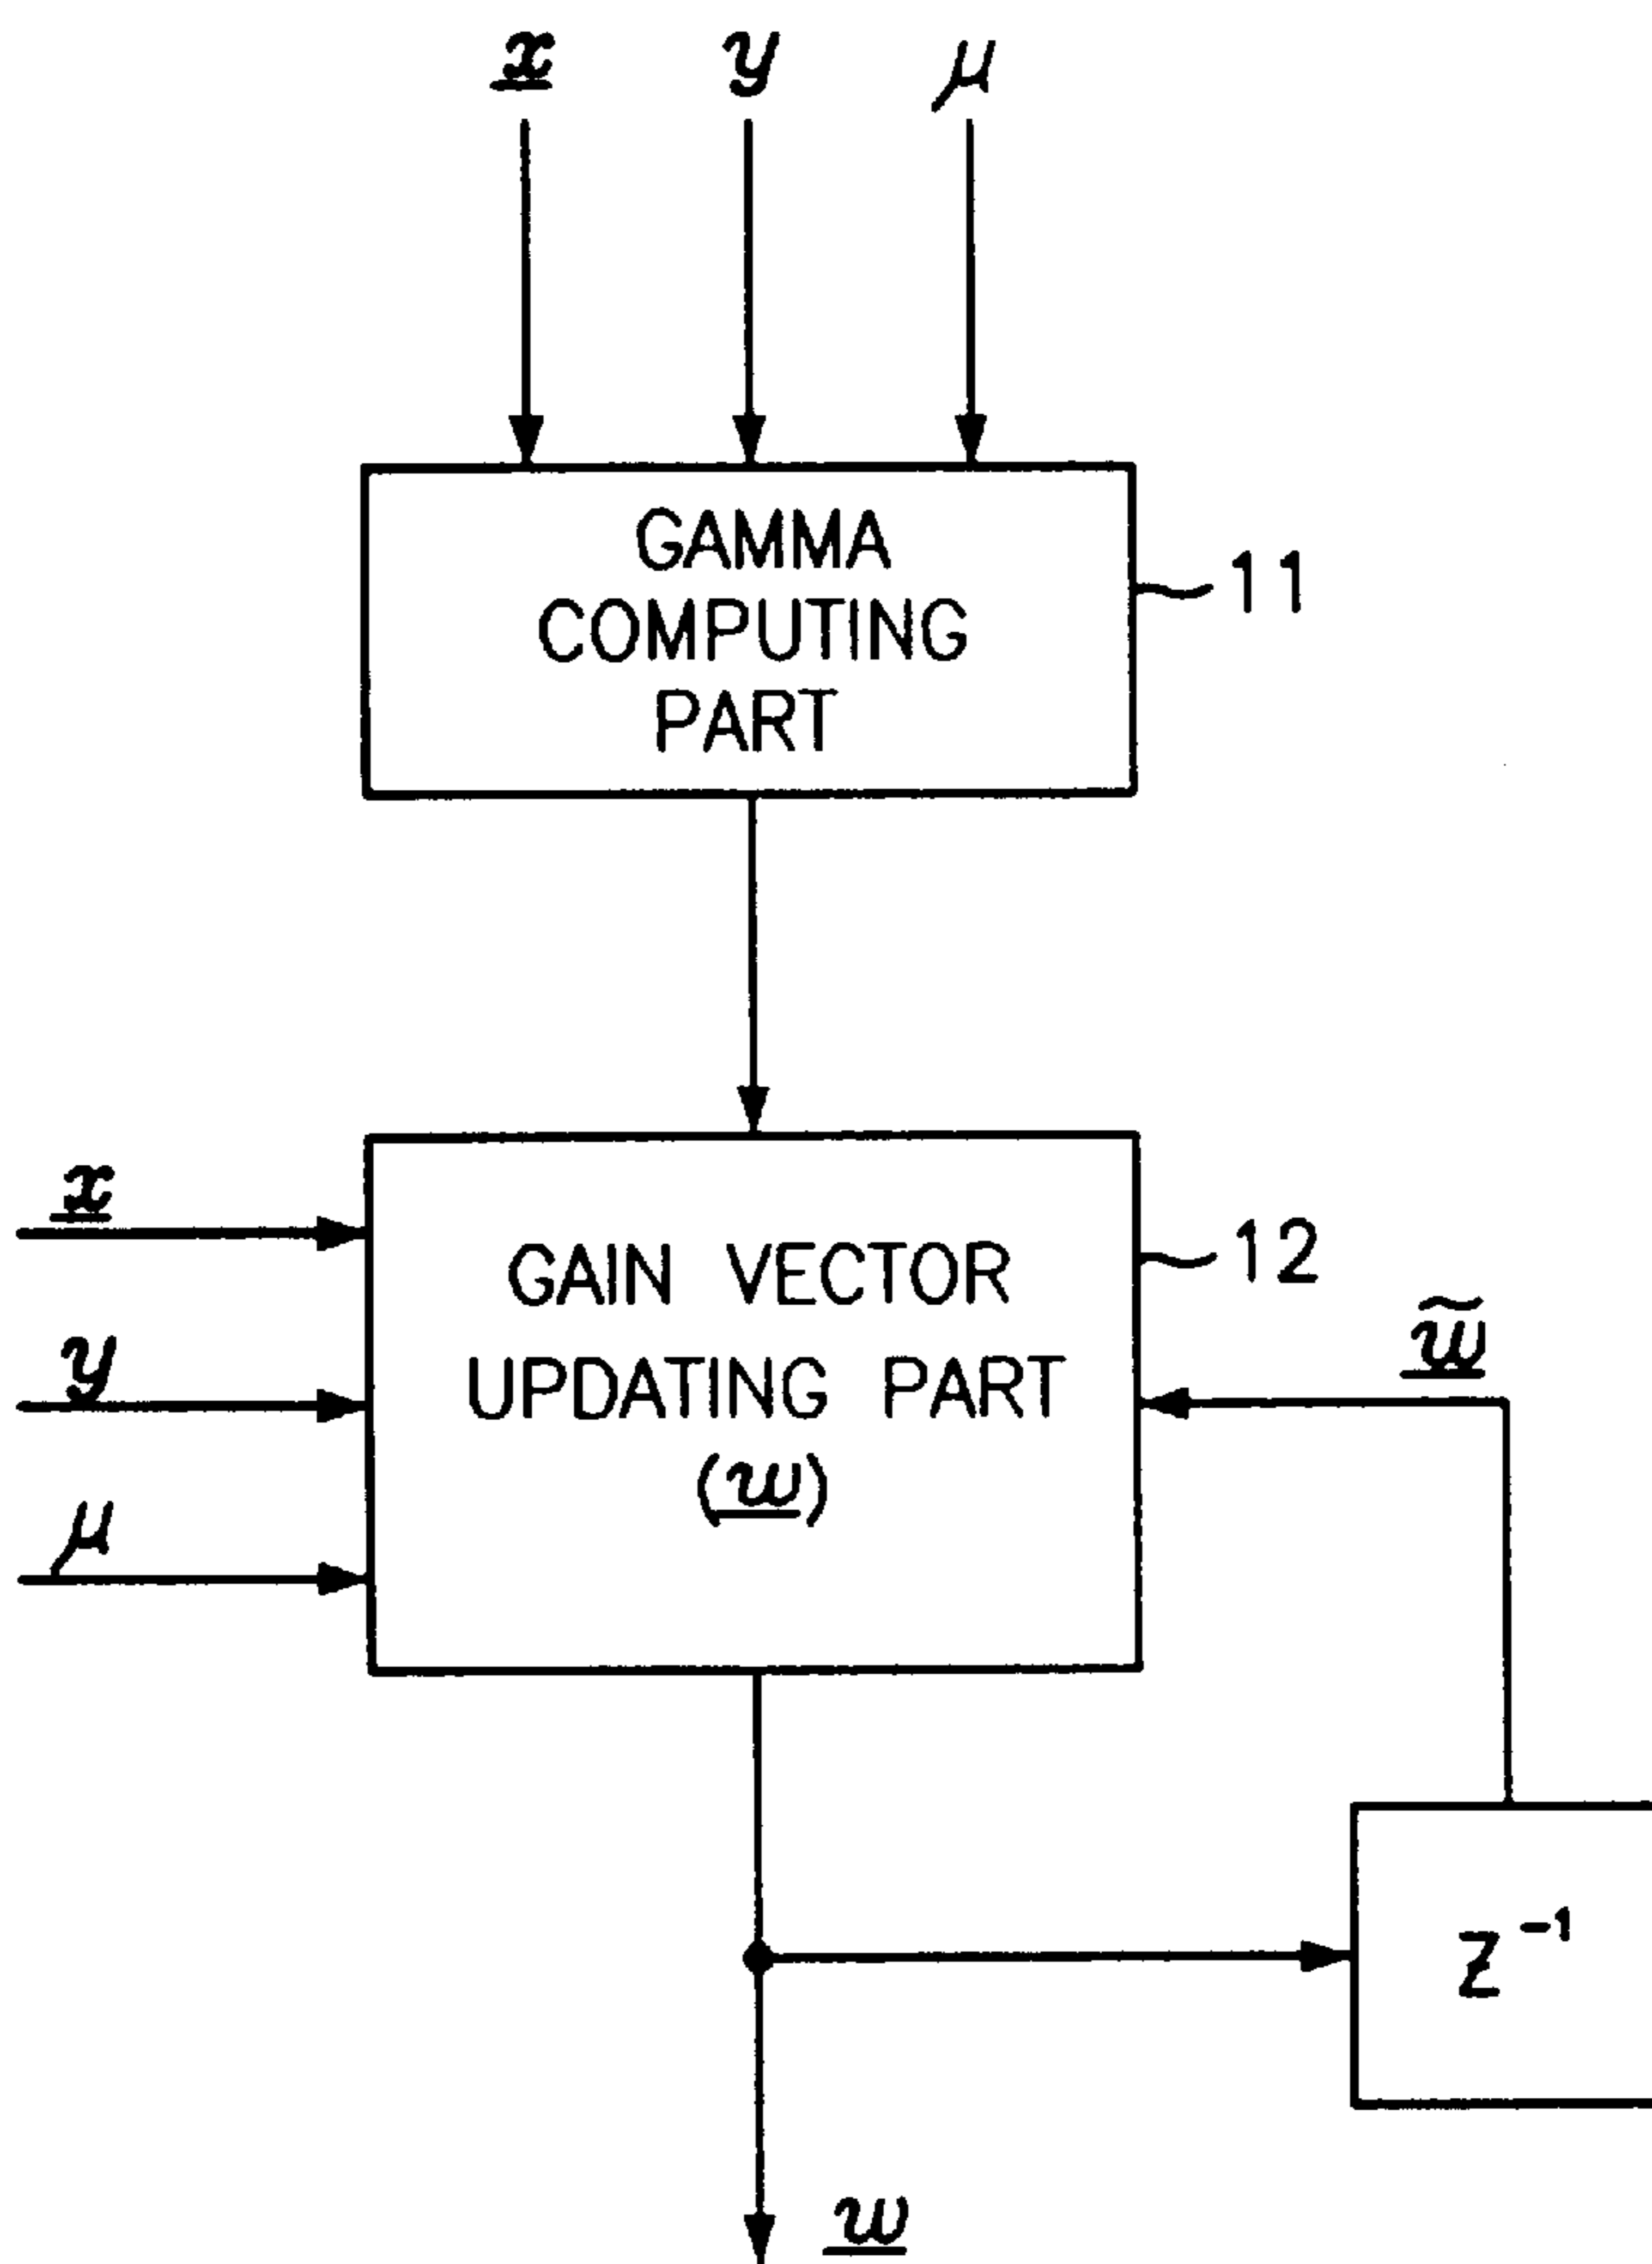 x y μ
GAMMA
COMPUTING
PART
11
x
GAIN VECTOR
12
w̃
y
UPDATING PART
(w)
μ
z⁻¹
w